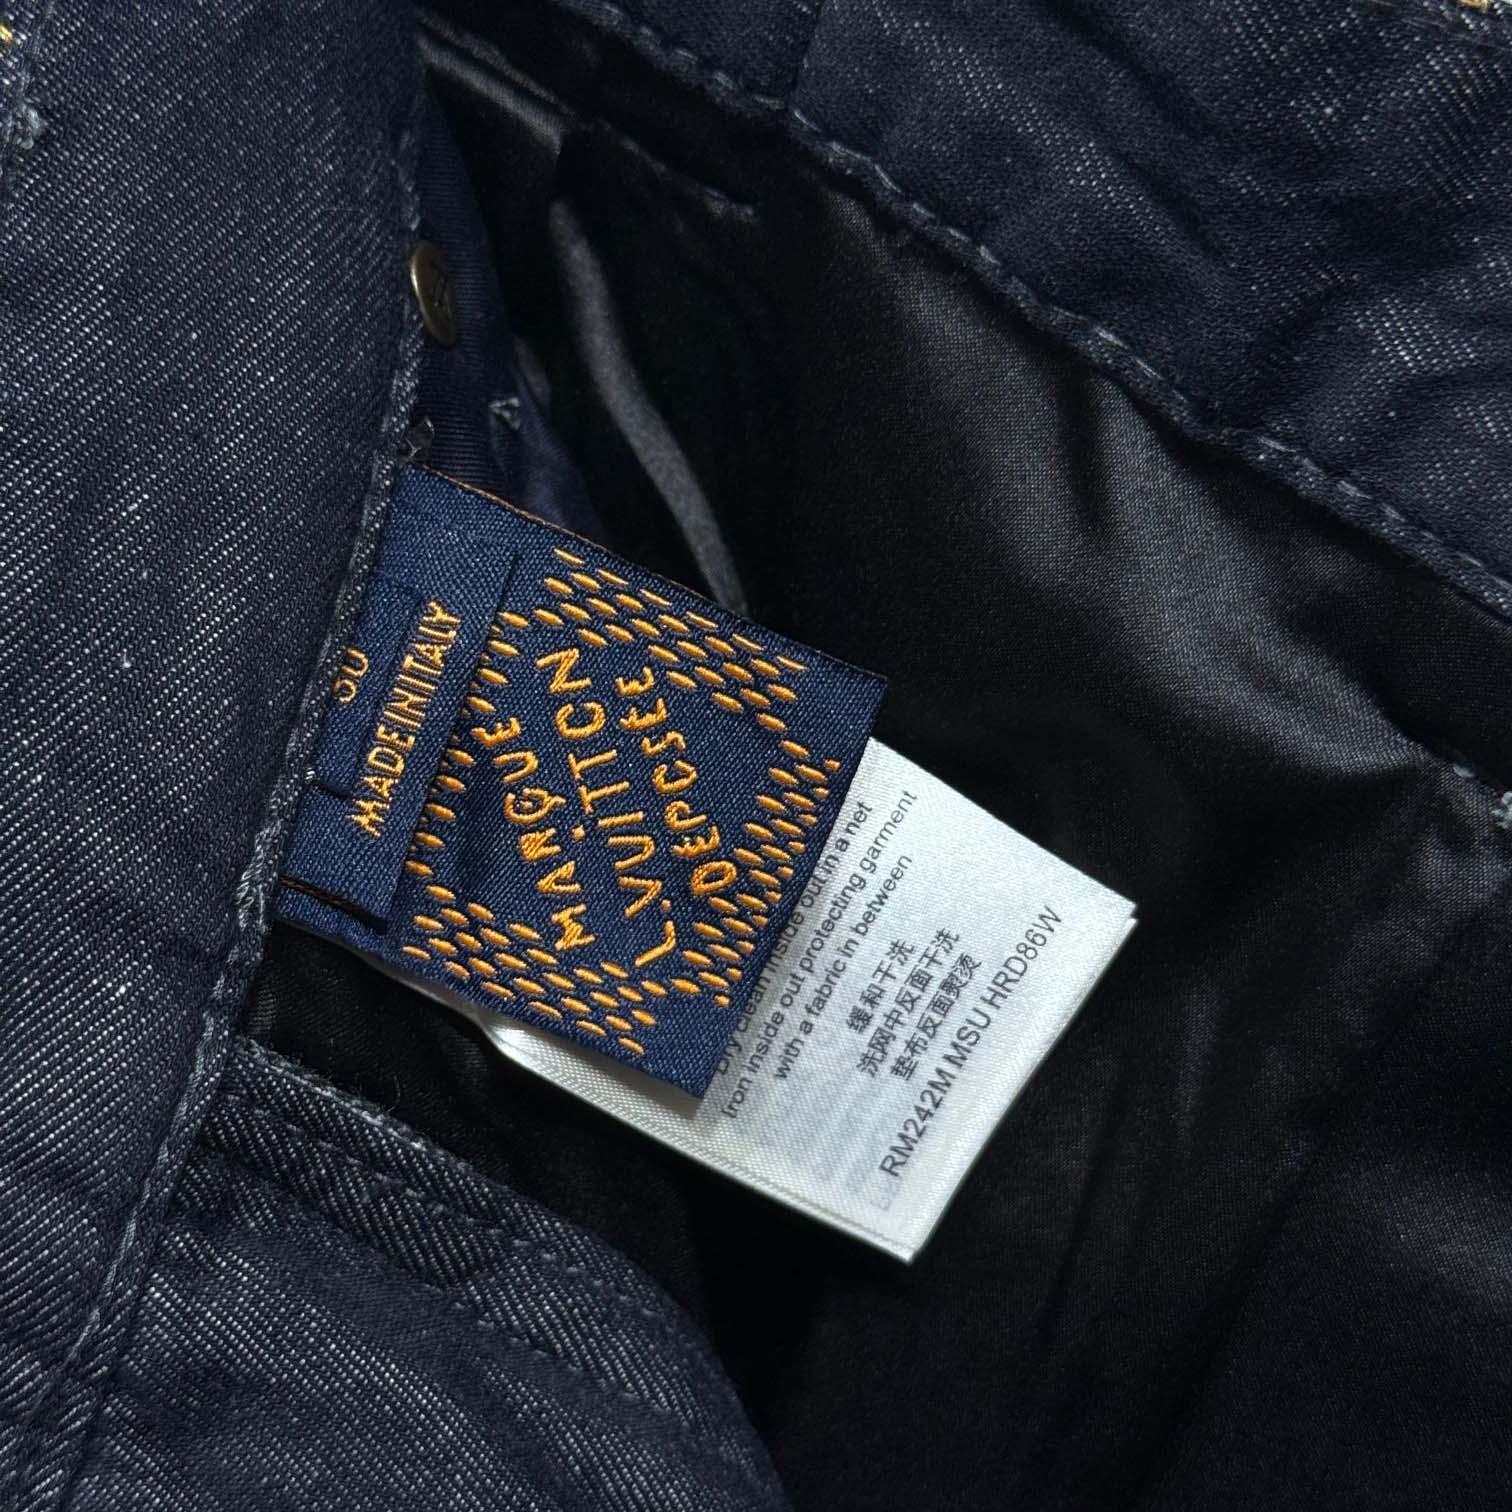 30
MADE IN ITALY
MARQUE
L.VUITTON
DEPOSEE
Dry clean inside out in a net
Iron inside out protecting garment
with a fabric in between
缓和干洗
洗网中反面干洗
垫布反面熨烫
RM242M MSU HRD86W